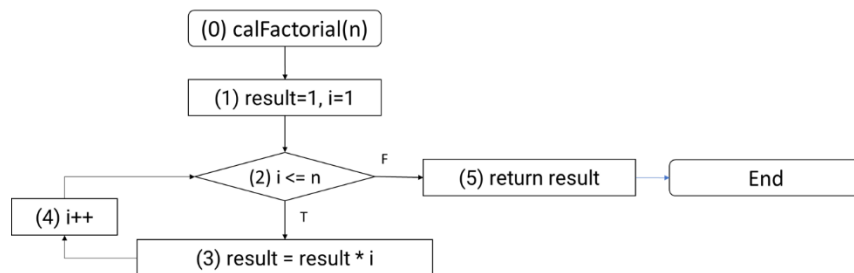 (0) calFactorial(n)
(1) result=1, i=1
(2) i <= n
F
(5) return result
End
T
(4) i++
(3) result = result * i